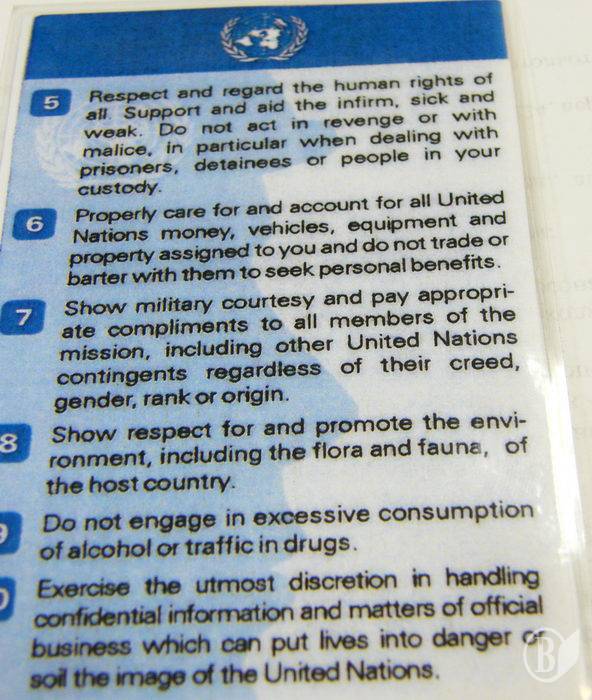 5 Respect and regard the human rights of
all. Support and aid the infirm, sick and
weak. Do not act in revenge or with
malice, in particular when dealing with
prisoners, detainees or people in your
custody.
6 Properly care for and account for all United
Nations money, vehicles, equipment and
property assigned to you and do not trade or
barter with them to seek personal benefits.
7 Show military courtesy and pay appropri-
ate compliments to all members of the
mission, including other United Nations
contingents regardless of their creed,
gender, rank or origin.
8 Show respect for and promote the envi-
ronment, including the flora and fauna, of
the host country.
9 Do not engage in excessive consumption
of alcohol or traffic in drugs.
0 Exercise the utmost discretion in handling
confidential information and matters of official
business which can put lives into danger or
soil the image of the United Nations.
B